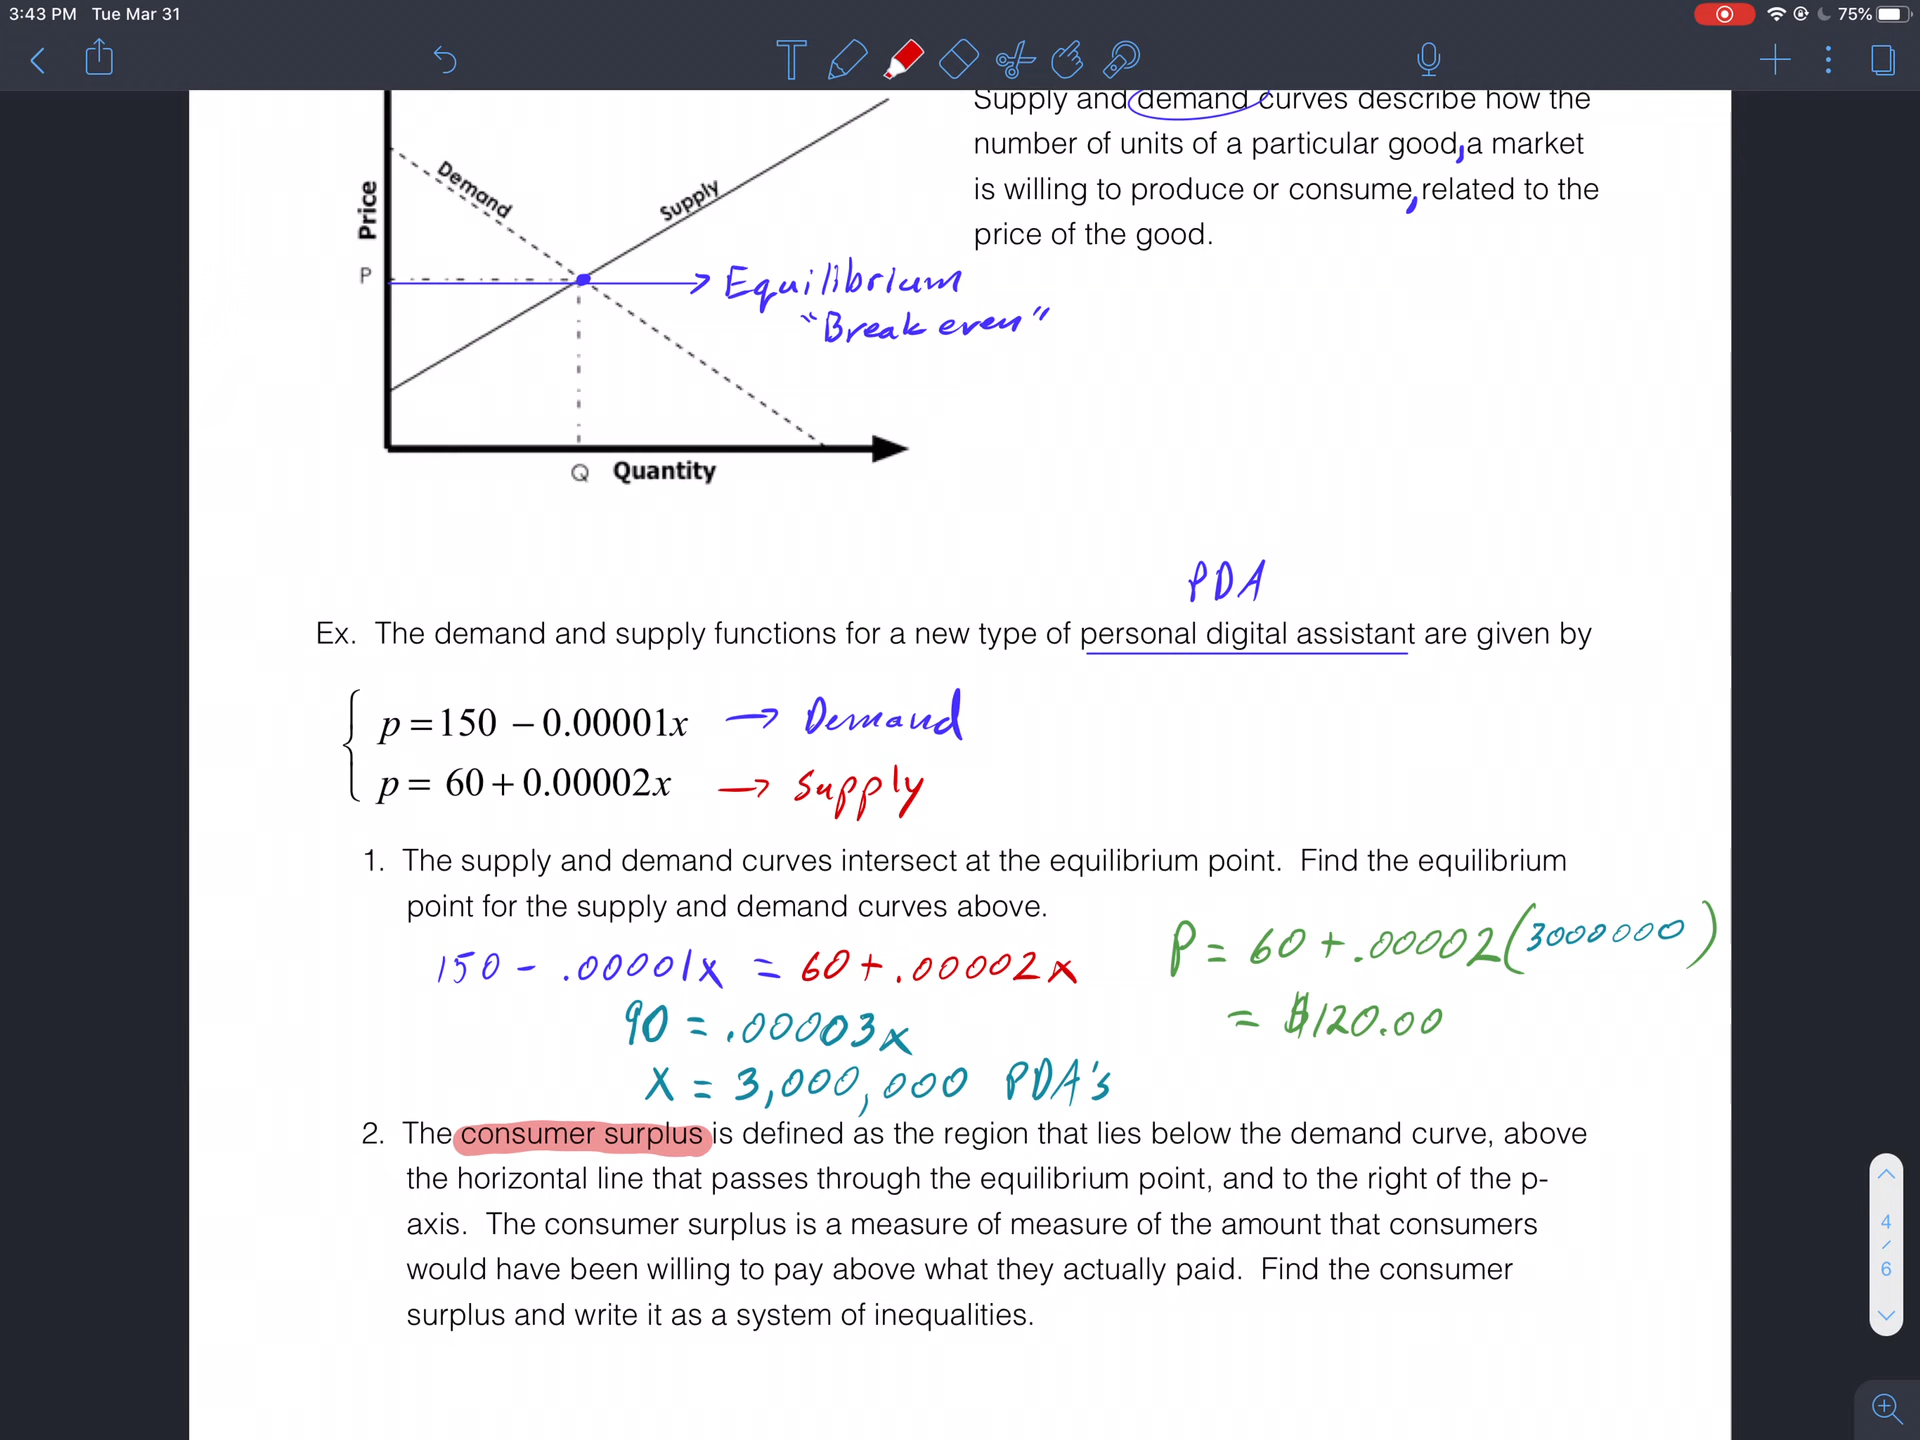 3:43 PM Tue Mar 31
75%
Supply and demand curves describe how the
number of units of a particular good, a market
is willing to produce or consume, related to the
price of the good.
Price
Demand
Supply
P
Equilibrium
"Break even"
Q Quantity
PDA
Ex. The demand and supply functions for a new type of personal digital assistant are given by
p = 150 − 0.00001x → Demand
p = 60 + 0.00002x → Supply
1. The supply and demand curves intersect at the equilibrium point. Find the equilibrium
point for the supply and demand curves above.
150 - .00001x = 60 + .00002x
90 = .00003x
x = 3,000,000 PDA's
P = 60 + .00002(3000000)
= $120.00
2. The consumer surplus is defined as the region that lies below the demand curve, above
the horizontal line that passes through the equilibrium point, and to the right of the p-
axis. The consumer surplus is a measure of measure of the amount that consumers
would have been willing to pay above what they actually paid. Find the consumer
surplus and write it as a system of inequalities.
4
/
6